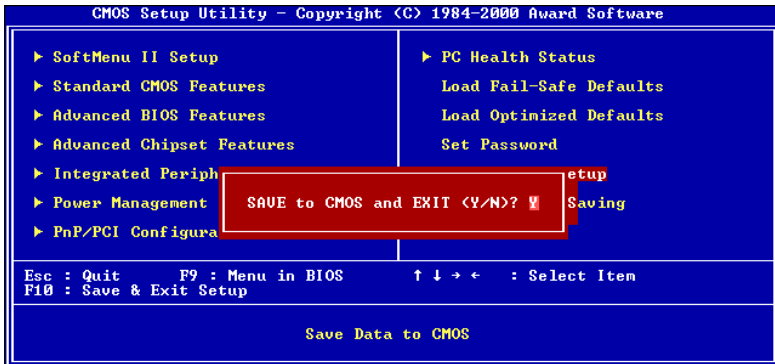 CMOS Setup Utility - Copyright (C) 1984-2000 Award Software
▶ SoftMenu II Setup
▶ Standard CMOS Features
▶ Advanced BIOS Features
▶ Advanced Chipset Features
▶ Integrated Periph
▶ Power Management
▶ PnP/PCI Configura
▶ PC Health Status
Load Fail-Safe Defaults
Load Optimized Defaults
Set Password
etup
Saving
SAVE to CMOS and EXIT (Y/N)? Y
Esc : Quit F9 : Menu in BIOS ↑ ↓ → ← : Select Item
F10 : Save & Exit Setup
Save Data to CMOS